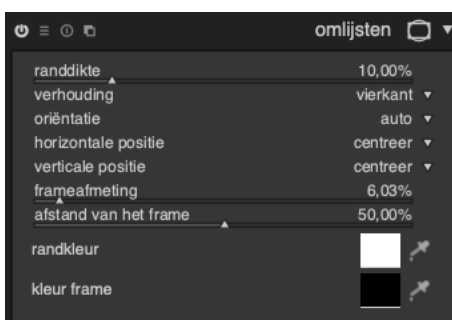 omlijsten
randdikte 10,00%
verhouding vierkant
oriëntatie auto
horizontale positie centreer
verticale positie centreer
frameafmeting 6,03%
afstand van het frame 50,00%
randkleur
kleur frame